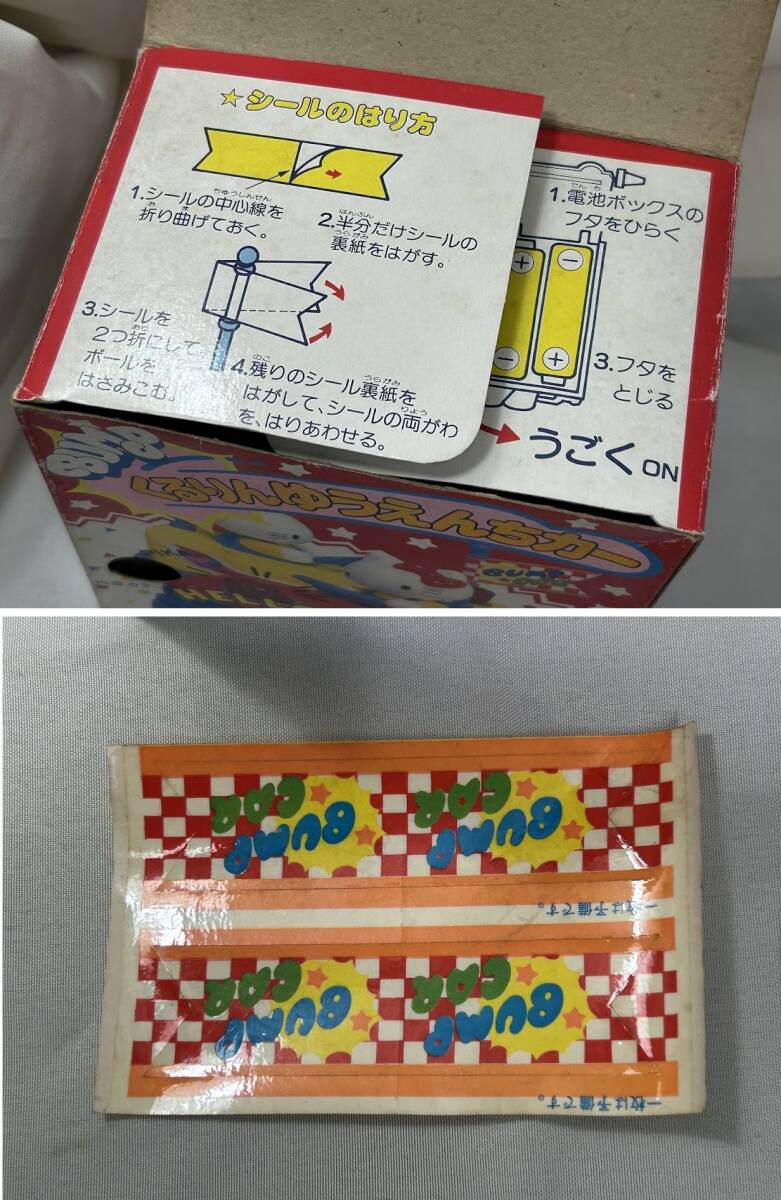 ★シールのはり方
1.シールの中心線を
折り曲げておく。
2.半分だけシールの
裏紙をはがす。
3.シールを
2つ折にして
ポールを
はさみこむ。
4.残りのシール裏紙を
はがして、シールの両がわ
を、はりあわせる。
1.電池ボックスの
フタをひらく
+
−
−
+
3.フタを
とじる
うごく ON
くるりんゆうえんちカー
BUMP
HELL
BUMP
CAR
BUMP
CAR
一枚は予備です。
BUMP
CAR
BUMP
CAR
一枚は予備です。